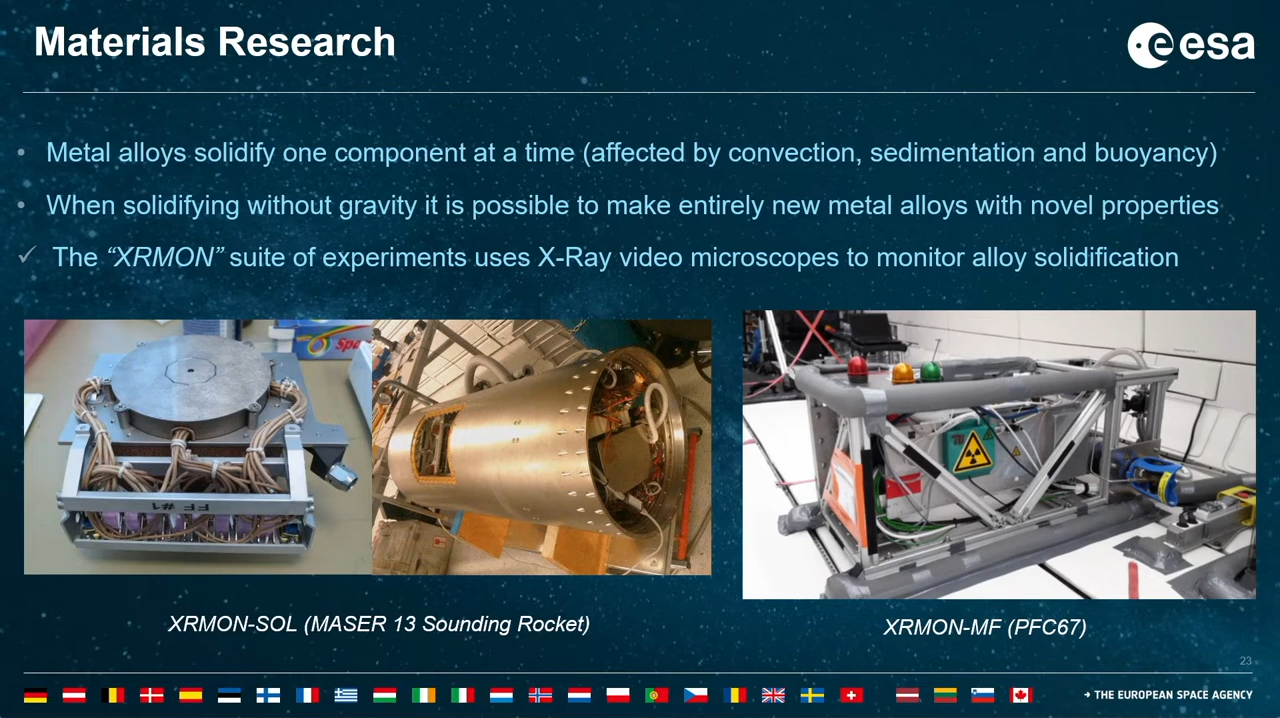 Materials Research
esa
Metal alloys solidify one component at a time (affected by convection, sedimentation and buoyancy)
When solidifying without gravity it is possible to make entirely new metal alloys with novel properties
The “XRMON” suite of experiments uses X-Ray video microscopes to monitor alloy solidification
Spa
FF #1
XRMON-SOL (MASER 13 Sounding Rocket)
XRMON-MF (PFC67)
23
→ THE EUROPEAN SPACE AGENCY